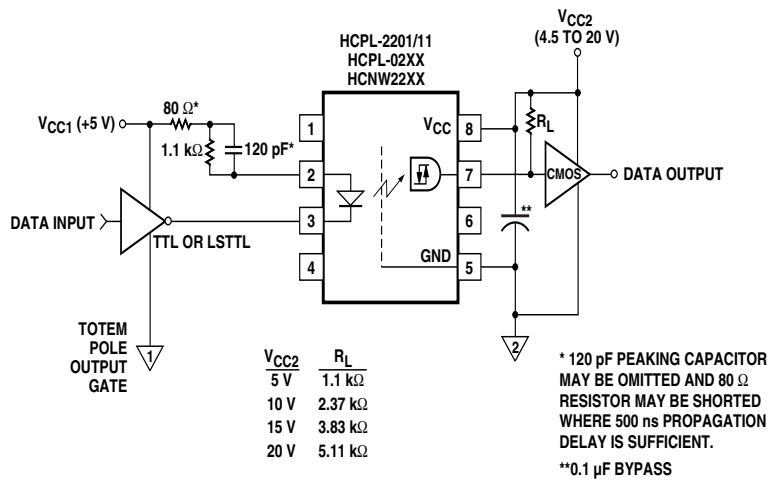 HCPL-2201/11
HCPL-02XX
HCNW22XX
VCC2
(4.5 TO 20 V)
VCC1 (+5 V)
80 Ω*
1.1 kΩ
120 pF*
1
2
3
4
VCC
8
7
6
GND
5
RL
CMOS
DATA OUTPUT
**
DATA INPUT
TTL OR LSTTL
TOTEM
POLE
OUTPUT
GATE
1
2
VCC2 RL
5 V 1.1 kΩ
10 V 2.37 kΩ
15 V 3.83 kΩ
20 V 5.11 kΩ
* 120 pF PEAKING CAPACITOR
MAY BE OMITTED AND 80 Ω
RESISTOR MAY BE SHORTED
WHERE 500 ns PROPAGATION
DELAY IS SUFFICIENT.
**0.1 µF BYPASS